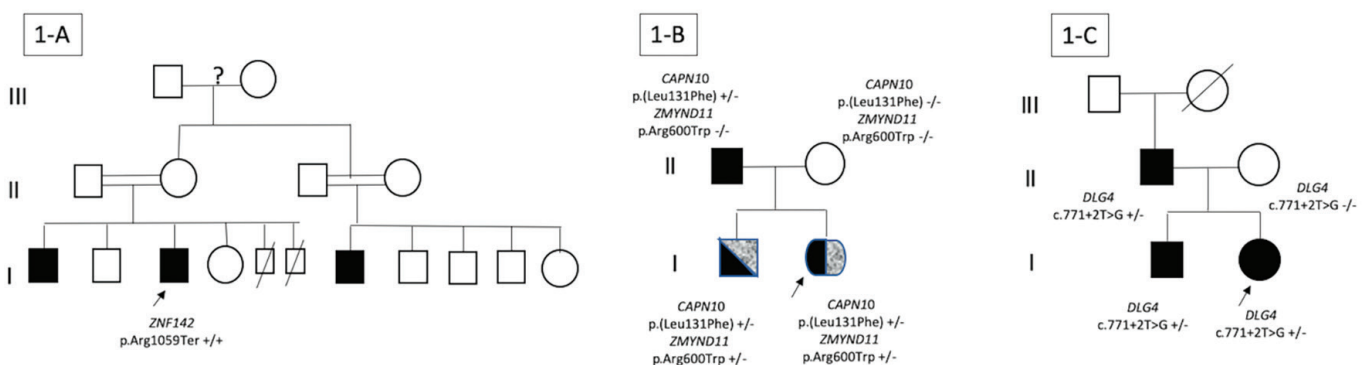 1-A
?
III
II
I
ZNF142
p.Arg1059Ter +/+
1-B
CAPN10
p.(Leu131Phe) +/-
ZMYND11
p.Arg600Trp -/-
CAPN10
p.(Leu131Phe) -/-
ZMYND11
p.Arg600Trp -/-
II
I
CAPN10
p.(Leu131Phe) +/-
ZMYND11
p.Arg600Trp +/-
CAPN10
p.(Leu131Phe) +/-
ZMYND11
p.Arg600Trp +/-
1-C
III
II
DLG4
c.771+2T>G +/-
DLG4
c.771+2T>G -/-
I
DLG4
c.771+2T>G +/-
DLG4
c.771+2T>G +/-